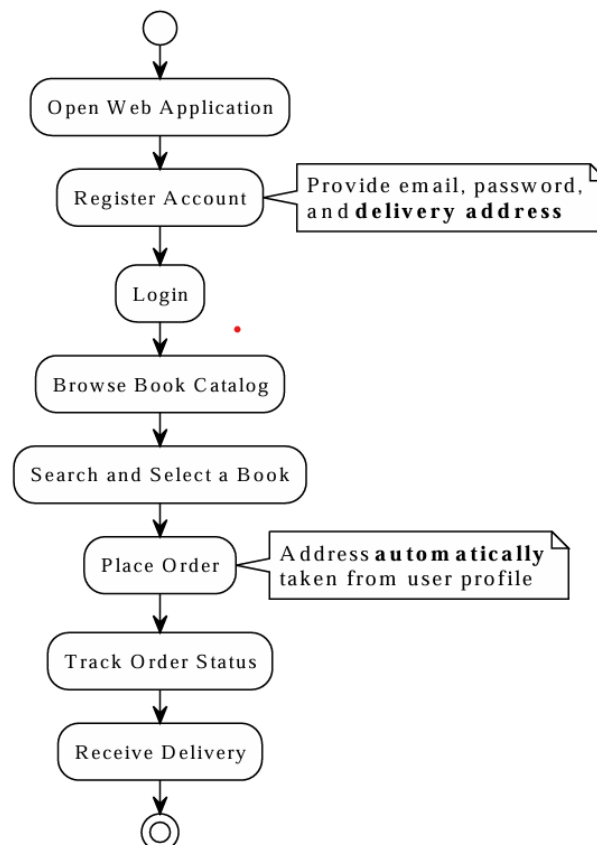 Open Web Application
Register Account
Provide email, password,
and delivery address
Login
Browse Book Catalog
Search and Select a Book
Place Order
Address automatically
taken from user profile
Track Order Status
Receive Delivery